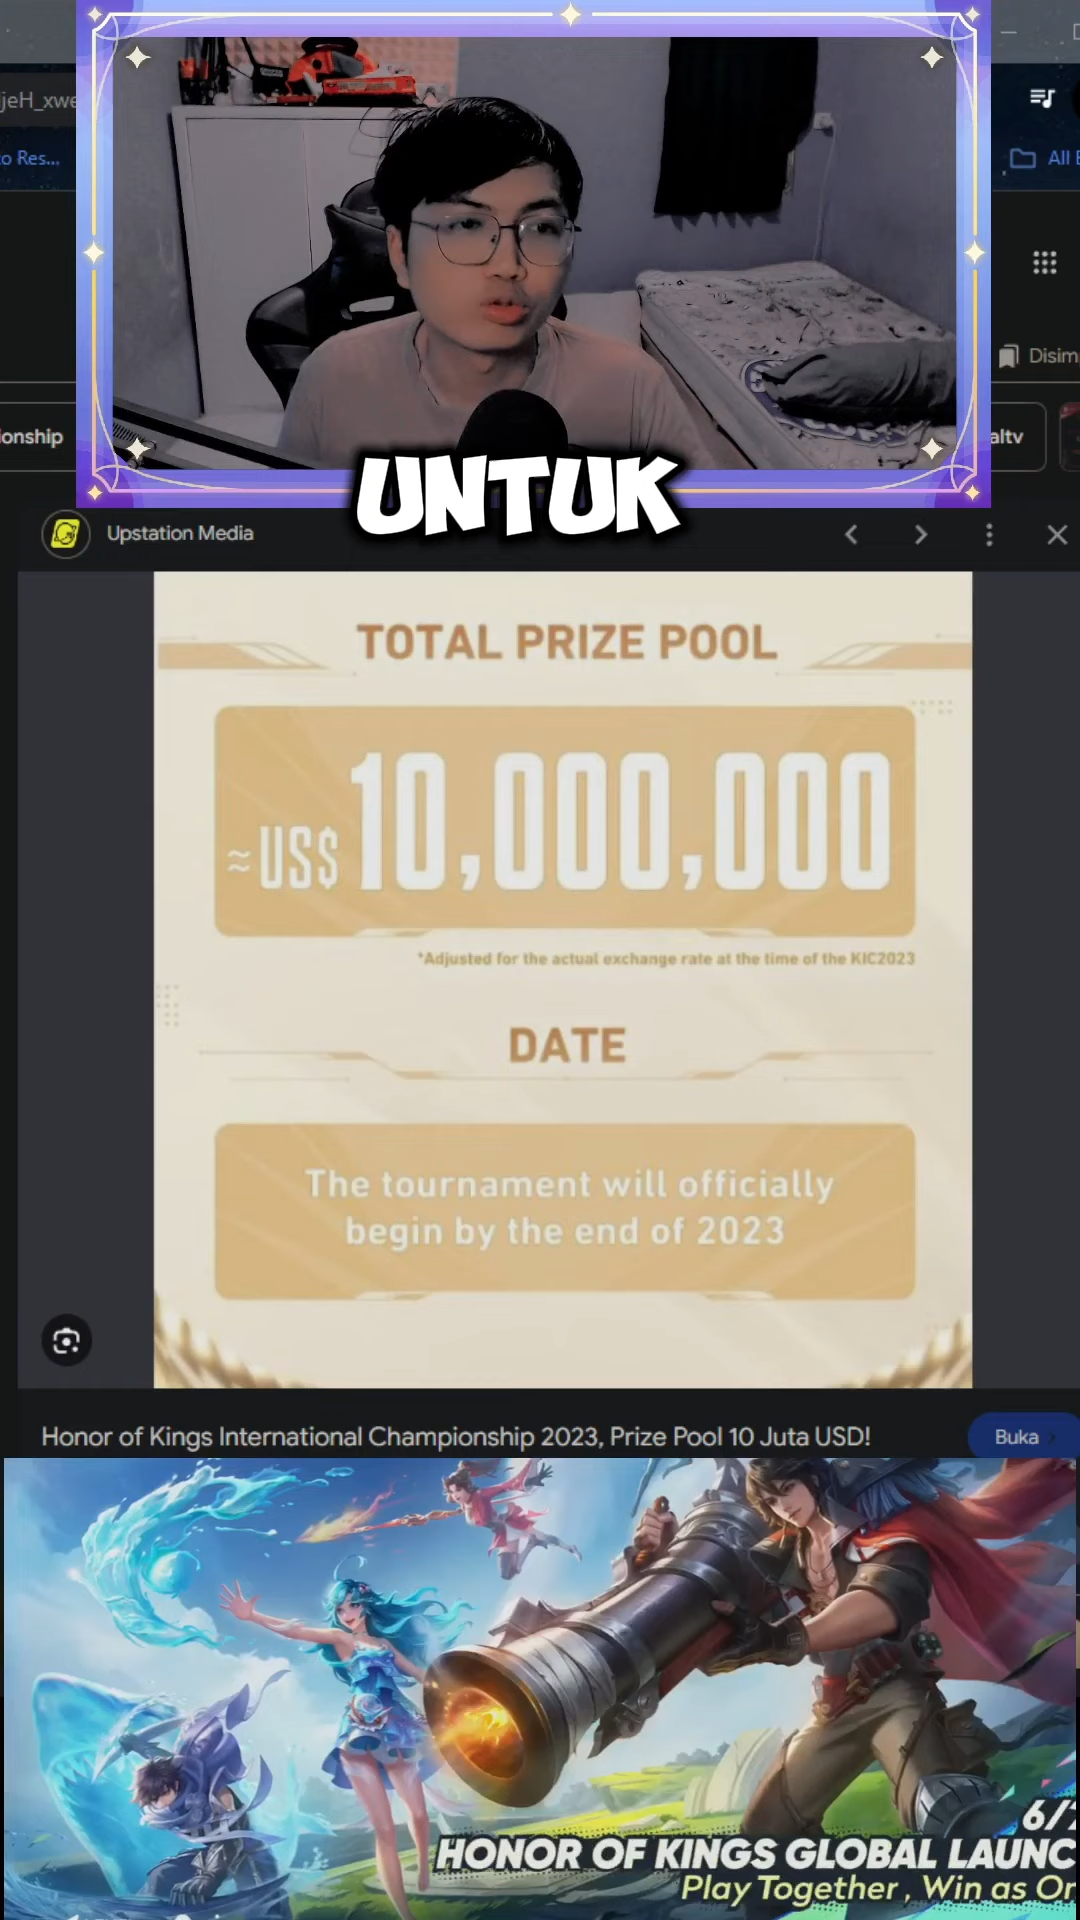 jeH_xwe
o Res...
All
Disim
ionship
altv
UNTUK
Upstation Media
TOTAL PRIZE POOL
≈US$ 10,000,000
*Adjusted for the actual exchange rate at the time of the KIC2023
DATE
The tournament will officially
begin by the end of 2023
Honor of Kings International Championship 2023, Prize Pool 10 Juta USD!
Buka
6/2
HONOR OF KINGS GLOBAL LAUNC
Play Together, Win as On